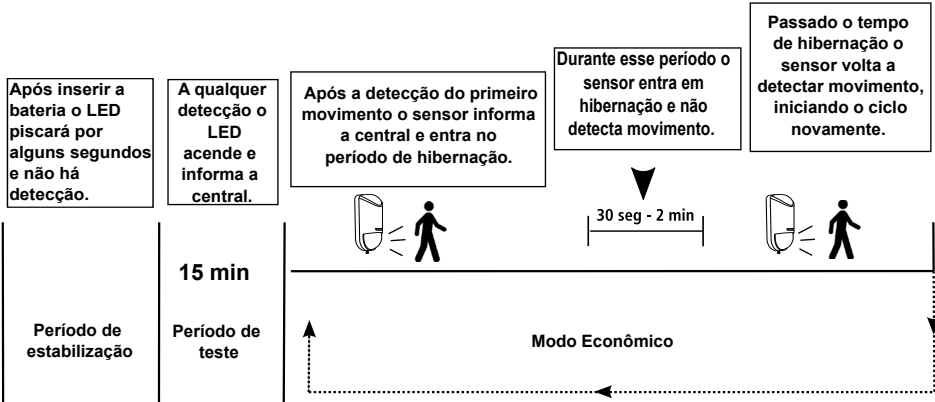 Após inserir a
bateria o LED
piscará por
alguns segundos
e não há
detecção.
A qualquer
detecção o
LED
acende e
informa a
central.
Após a detecção do primeiro
movimento o sensor informa
a central e entra no
período de hibernação.
Durante esse período o
sensor entra em
hibernação e não
detecta movimento.
Passado o tempo
de hibernação o
sensor volta a
detectar movimento,
iniciando o ciclo
novamente.
30 seg - 2 min
15 min
Período de
estabilização
Período de
teste
Modo Econômico